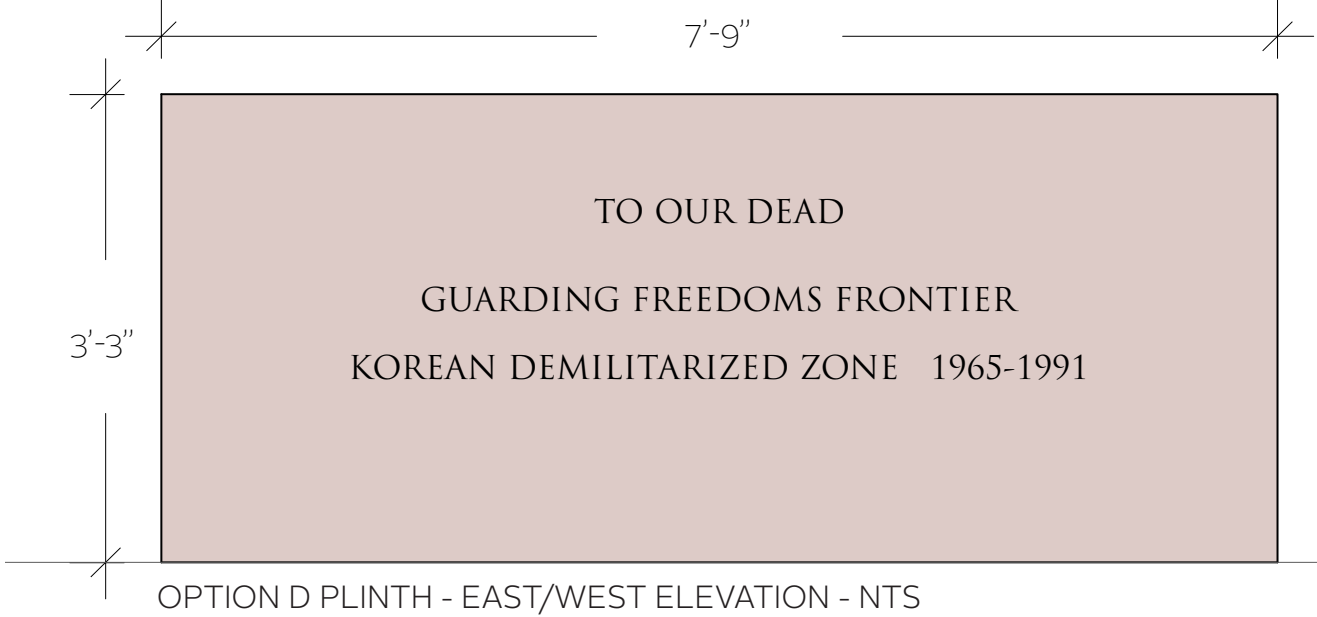 7’-9”
TO OUR DEAD
GUARDING FREEDOMS FRONTIER
3’-3”
KOREAN DEMILITARIZED ZONE 1965-1991
OPTION D PLINTH - EAST/WEST ELEVATION - NTS